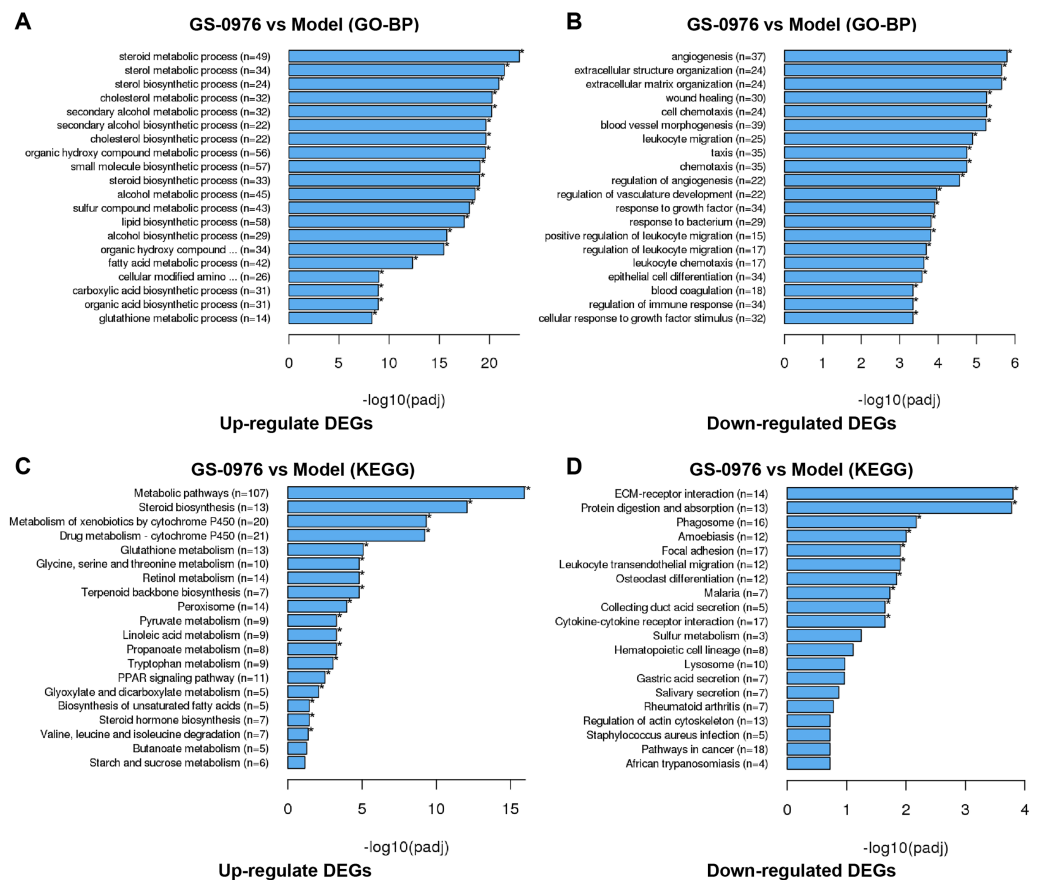 A
GS-0976 vs Model (GO-BP)
steroid metabolic process (n=49)
sterol metabolic process (n=34)
sterol biosynthetic process (n=24)
cholesterol metabolic process (n=32)
secondary alcohol metabolic process (n=32)
secondary alcohol biosynthetic process (n=22)
cholesterol biosynthetic process (n=22)
organic hydroxy compound metabolic process (n=56)
small molecule biosynthetic process (n=57)
steroid biosynthetic process (n=33)
alcohol metabolic process (n=45)
sulfur compound metabolic process (n=43)
lipid biosynthetic process (n=58)
alcohol biosynthetic process (n=29)
organic hydroxy compound ... (n=34)
fatty acid metabolic process (n=42)
cellular modified amino ... (n=26)
carboxylic acid biosynthetic process (n=31)
organic acid biosynthetic process (n=31)
glutathione metabolic process (n=14)
0 5 10 15 20
-log10(padj)
Up-regulate DEGs
B
GS-0976 vs Model (GO-BP)
angiogenesis (n=37)
extracellular structure organization (n=24)
extracellular matrix organization (n=24)
wound healing (n=30)
cell chemotaxis (n=24)
blood vessel morphogenesis (n=39)
leukocyte migration (n=25)
taxis (n=35)
chemotaxis (n=35)
regulation of angiogenesis (n=22)
regulation of vasculature development (n=22)
response to growth factor (n=34)
response to bacterium (n=29)
positive regulation of leukocyte migration (n=15)
regulation of leukocyte migration (n=17)
leukocyte chemotaxis (n=17)
epithelial cell differentiation (n=34)
blood coagulation (n=18)
regulation of immune response (n=34)
cellular response to growth factor stimulus (n=32)
0 1 2 3 4 5 6
-log10(padj)
Down-regulated DEGs
C
GS-0976 vs Model (KEGG)
Metabolic pathways (n=107)
Steroid biosynthesis (n=13)
Metabolism of xenobiotics by cytochrome P450 (n=20)
Drug metabolism - cytochrome P450 (n=21)
Glutathione metabolism (n=13)
Glycine, serine and threonine metabolism (n=10)
Retinol metabolism (n=14)
Terpenoid backbone biosynthesis (n=7)
Peroxisome (n=14)
Pyruvate metabolism (n=9)
Linoleic acid metabolism (n=9)
Propanoate metabolism (n=8)
Tryptophan metabolism (n=9)
PPAR signaling pathway (n=11)
Glyoxylate and dicarboxylate metabolism (n=5)
Biosynthesis of unsaturated fatty acids (n=5)
Steroid hormone biosynthesis (n=7)
Valine, leucine and isoleucine degradation (n=7)
Butanoate metabolism (n=5)
Starch and sucrose metabolism (n=6)
0 5 10 15
-log10(padj)
Up-regulate DEGs
D
GS-0976 vs Model (KEGG)
ECM-receptor interaction (n=14)
Protein digestion and absorption (n=13)
Phagosome (n=16)
Amoebiasis (n=12)
Focal adhesion (n=17)
Leukocyte transendothelial migration (n=12)
Osteoclast differentiation (n=12)
Malaria (n=7)
Collecting duct acid secretion (n=5)
Cytokine-cytokine receptor interaction (n=17)
Sulfur metabolism (n=3)
Hematopoietic cell lineage (n=8)
Lysosome (n=10)
Gastric acid secretion (n=7)
Salivary secretion (n=7)
Rheumatoid arthritis (n=7)
Regulation of actin cytoskeleton (n=13)
Staphylococcus aureus infection (n=5)
Pathways in cancer (n=18)
African trypanosomiasis (n=4)
0 1 2 3 4
-log10(padj)
Down-regulated DEGs